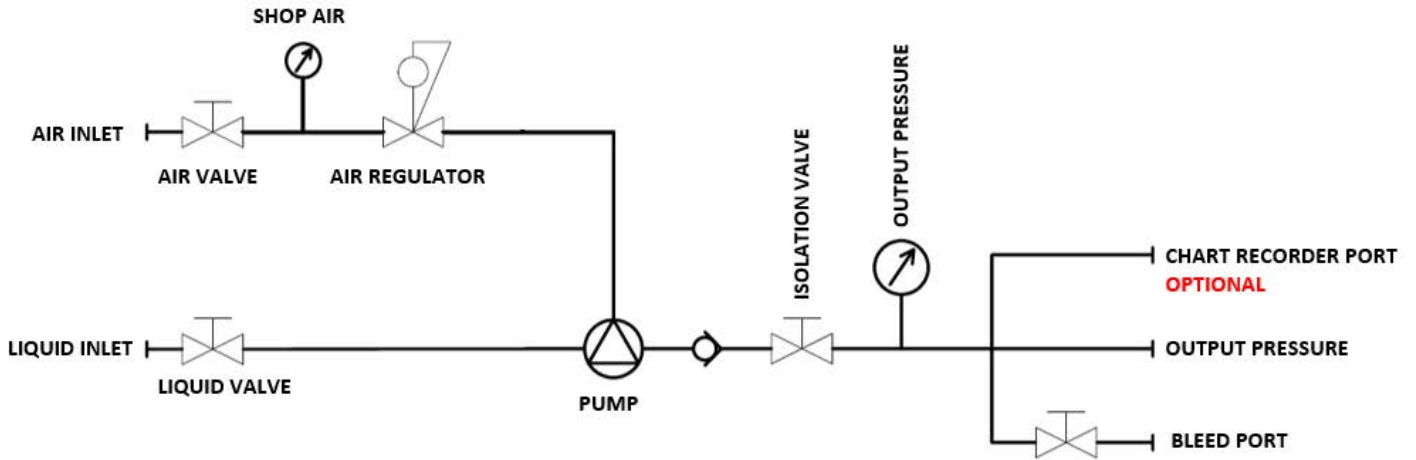 SHOP AIR
AIR INLET
AIR VALVE
AIR REGULATOR
ISOLATION VALVE
OUTPUT PRESSURE
CHART RECORDER PORT
OPTIONAL
LIQUID INLET
OUTPUT PRESSURE
LIQUID VALVE
PUMP
BLEED PORT